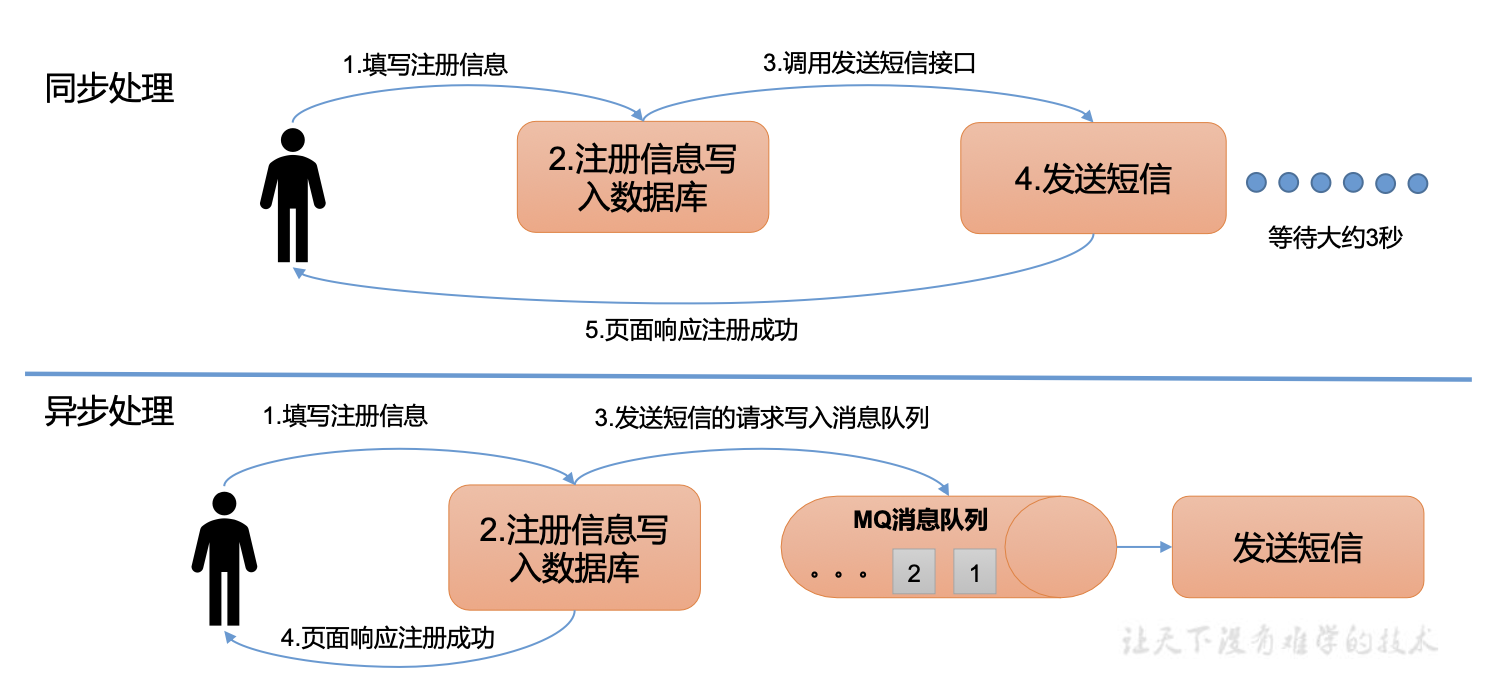 同步处理
1.填写注册信息
3.调用发送短信接口
2.注册信息写
入数据库
4.发送短信
等待大约3秒
5.页面响应注册成功
异步处理
1.填写注册信息
3.发送短信的请求写入消息队列
2.注册信息写
入数据库
MQ消息队列
。。。 2 1
发送短信
4.页面响应注册成功
让天下没有难学的技术